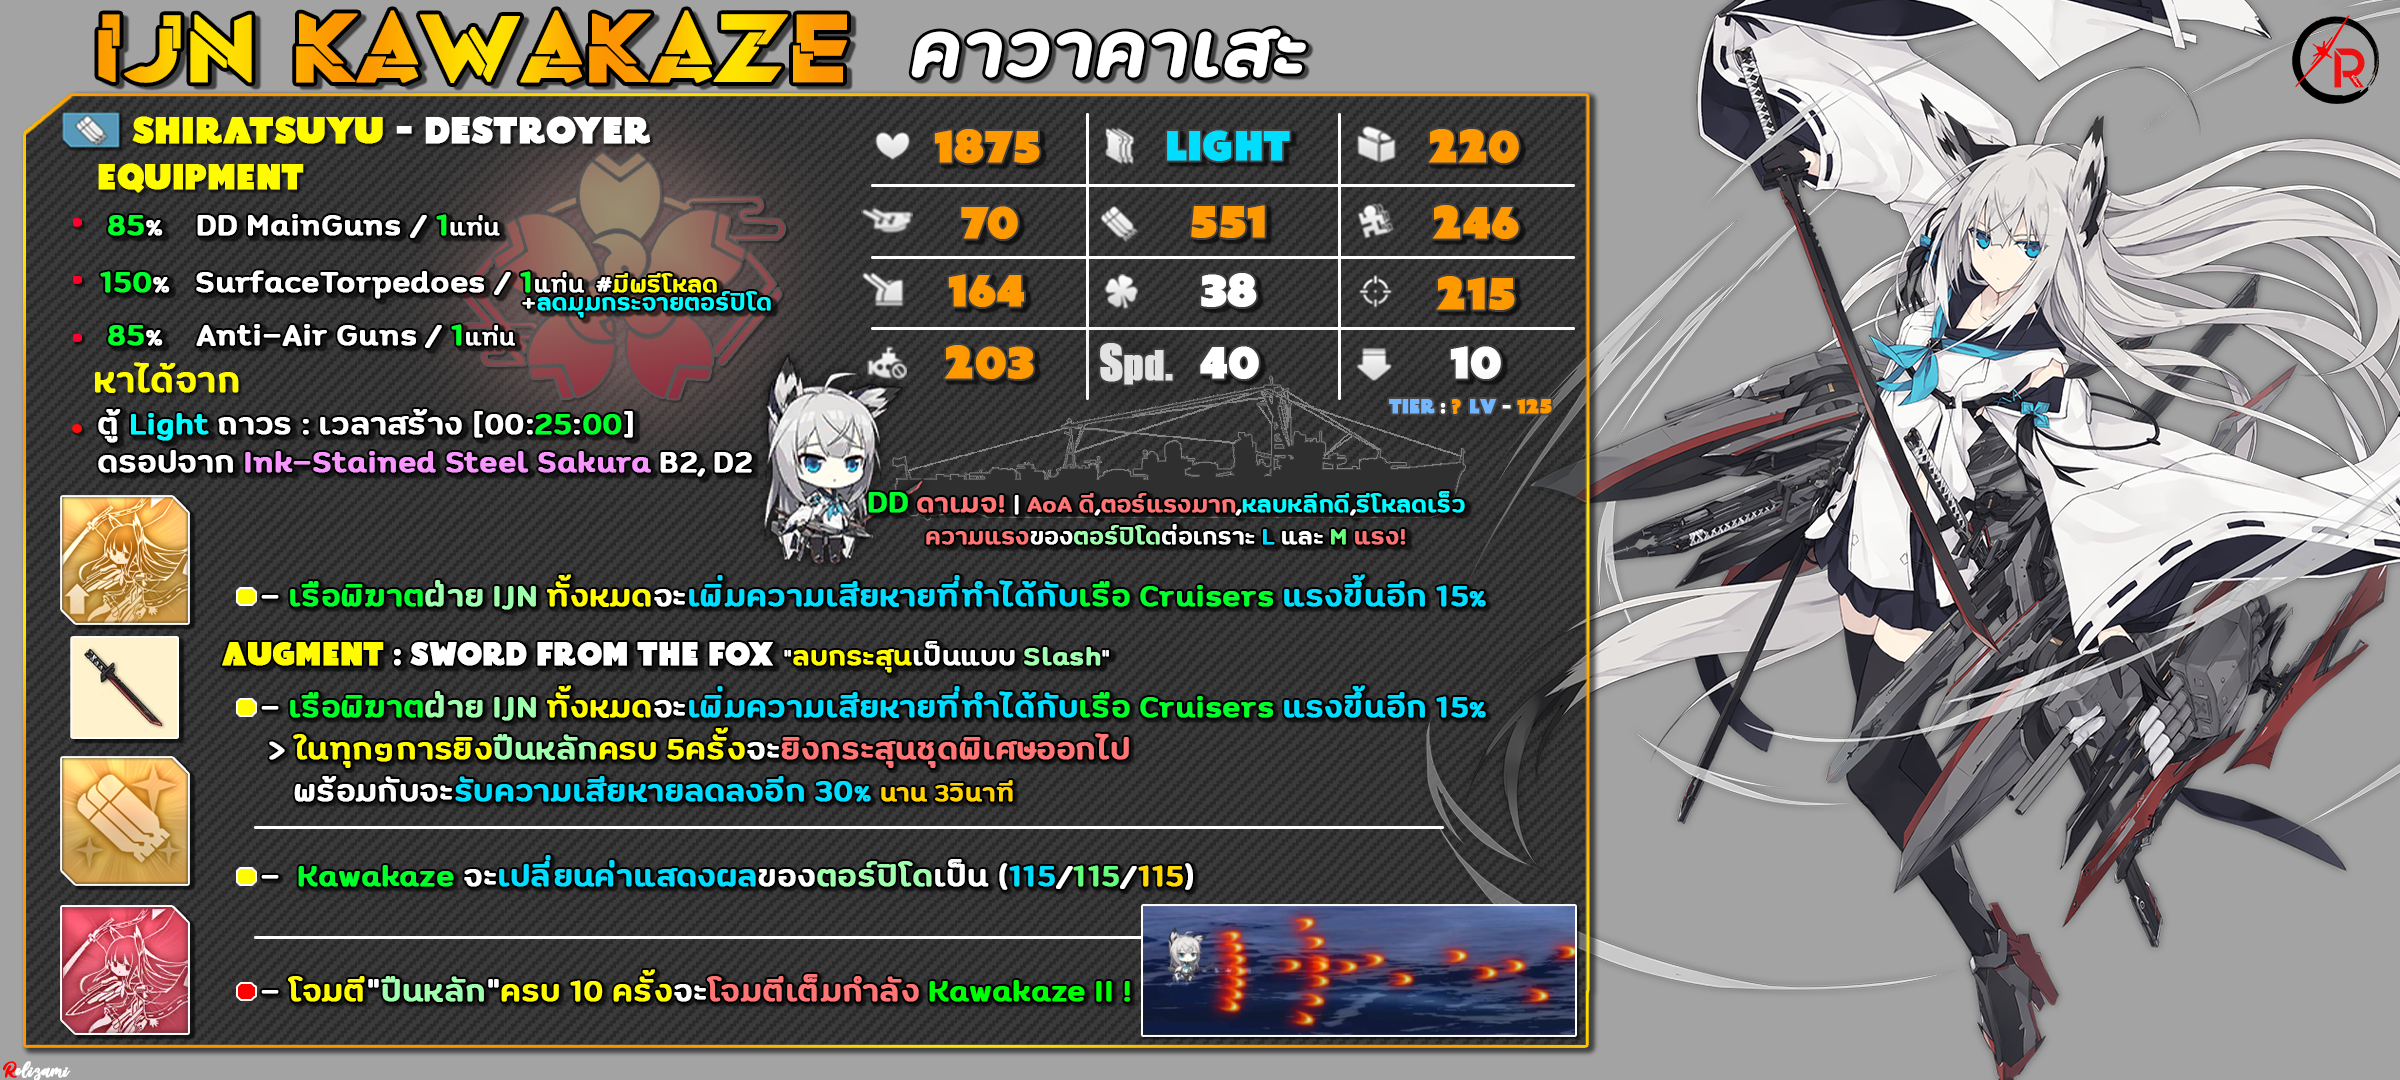 IJN KAWAKAZE คาวาคาเสะ
SHIRATSUYU - DESTROYER
EQUIPMENT
85% DD MainGuns / 1แท่น
150% SurfaceTorpedoes / 1แท่น #มีพรีโหลด
+ลดมุมกระจายตอร์ปิโด
85% Anti-Air Guns / 1แท่น
หาได้จาก
ตู้ Light ถาวร : เวลาสร้าง [00:25:00]
ดรอปจาก Ink-Stained Steel Sakura B2, D2
1875 LIGHT 220
70 551 246
164 38 215
203 Spd. 40 10
TIER : ? LV - 125
DD ดาเมจ! | AoA ดี,ตอร์แรงมาก,หลบหลีกดี,รีโหลดเร็ว
ความแรงของตอร์ปิโดต่อเกราะ L และ M แรง!
- เรือพิฆาตฝ่าย IJN ทั้งหมดจะเพิ่มความเสียหายที่ทำได้กับเรือ Cruisers แรงขึ้นอีก 15%
AUGMENT : SWORD FROM THE FOX "ลบกระสุนเป็นแบบ Slash"
- เรือพิฆาตฝ่าย IJN ทั้งหมดจะเพิ่มความเสียหายที่ทำได้กับเรือ Cruisers แรงขึ้นอีก 15%
> ในทุกๆการยิงปืนหลักครบ 5ครั้งจะยิงกระสุนชุดพิเศษออกไป
พร้อมกับจะรับความเสียหายลดลงอีก 30% นาน 3วินาที
- Kawakaze จะเปลี่ยนค่าแสดงผลของตอร์ปิโดเป็น (115/115/115)
- โจมตี"ปืนหลัก"ครบ 10 ครั้งจะโจมตีเต็มกำลัง Kawakaze II !
Relizami
R